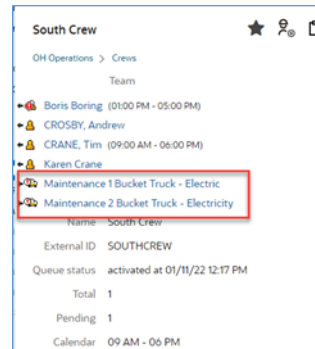 South Crew
OH Operations > Crews
Team
Boris Boring (01:00 PM - 05:00 PM)
CROSBY, Andrew
CRANE, Tim (09:00 AM - 06:00 PM)
Karen Crane
Maintenance 1 Bucket Truck - Electric
Maintenance 2 Bucket Truck - Electricity
Name South Crew
External ID SOUTHCREW
Queue status activated at 01/11/22 12:17 PM
Total 1
Pending 1
Calendar 09 AM - 06 PM